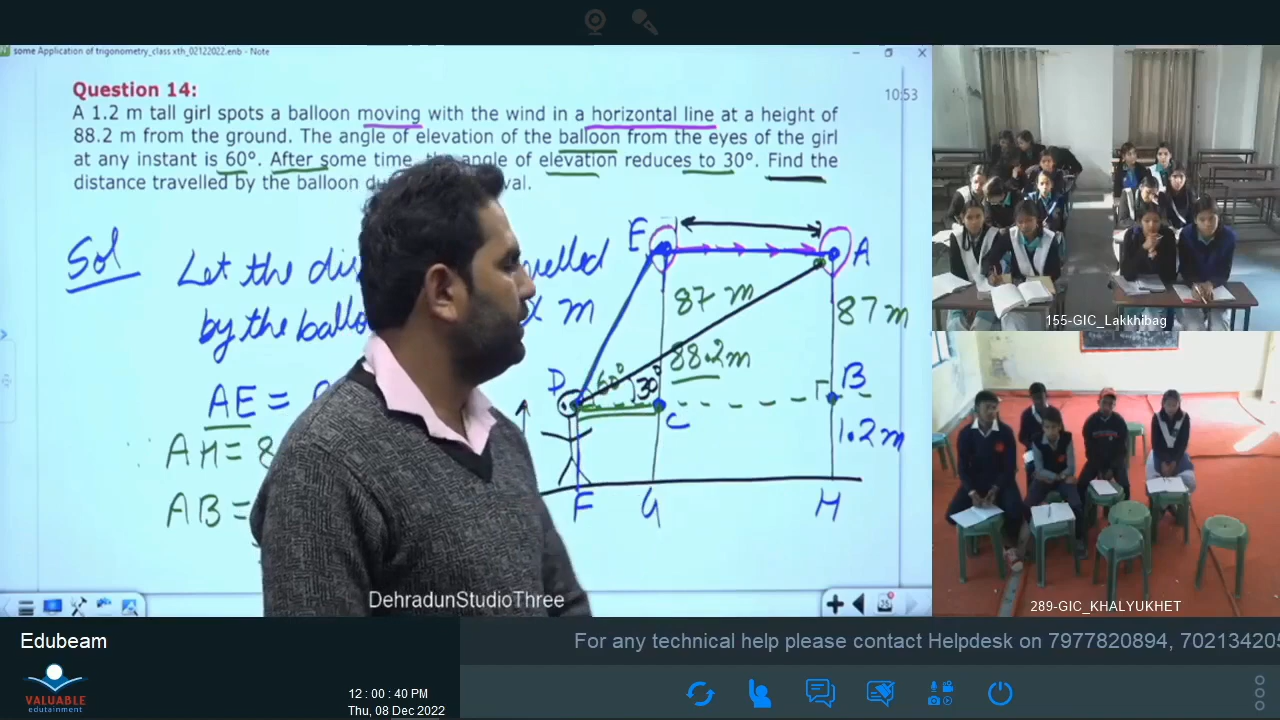 some Application of trigonometry_class xth_02122022.enb - Note
10:53
Question 14:
A 1.2 m tall girl spots a balloon moving with the wind in a horizontal line at a height of
88.2 m from the ground. The angle of elevation of the balloon from the eyes of the girl
at any instant is 60°. After some time, the angle of elevation reduces to 30°. Find the
distance travelled by the balloon val.
Sol
Let the velled
by the ballo x m
AE =
AH = 8
AB =
E
A
87 m
87 m
88.2m
D
60°
30°
C
B
1.2 m
F
G
H
DehradunStudioThree
155-GIC_Lakkhibag
289-GIC_KHALYUKHET
Edubeam
For any technical help please contact Helpdesk on 7977820894, 702134205
VALUABLE
edutainment
12:00:40 PM
Thu, 08 Dec 2022